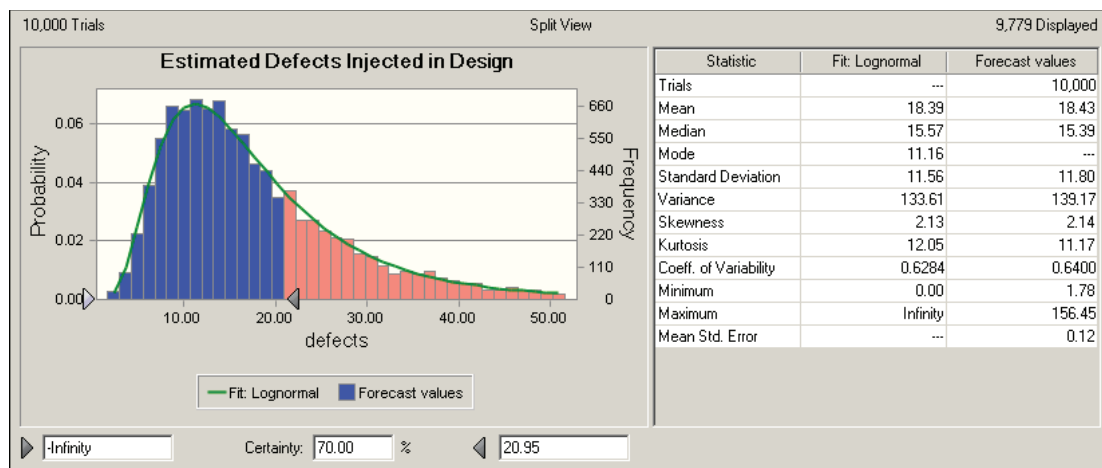 10,000 Trials Split View 9,779 Displayed
Estimated Defects Injected in Design
Probability
0.06
0.04
0.02
0.00
660
550
440
330
220
110
0
Frequency
10.00 20.00 30.00 40.00 50.00
defects
Fit: Lognormal Forecast values
Statistic Fit: Lognormal Forecast values
Trials --- 10,000
Mean 18.39 18.43
Median 15.57 15.39
Mode 11.16 ---
Standard Deviation 11.56 11.80
Variance 133.61 139.17
Skewness 2.13 2.14
Kurtosis 12.05 11.17
Coeff. of Variability 0.6284 0.6400
Minimum 0.00 1.78
Maximum Infinity 156.45
Mean Std. Error --- 0.12
-Infinity Certainty: 70.00 % 20.95